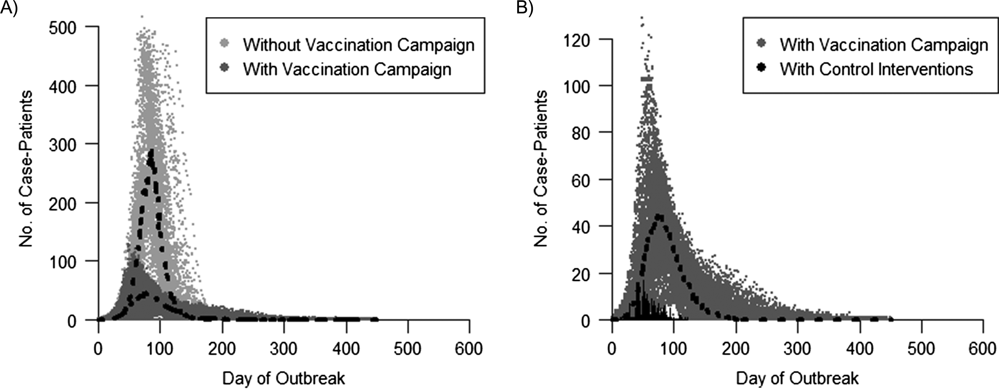 A)
500
400
300
200
100
0
No. of Case-Patients
Without Vaccination Campaign
With Vaccination Campaign
0 100 200 300 400 500 600
Day of Outbreak
B)
120
100
80
60
40
20
0
No. of Case-Patients
With Vaccination Campaign
With Control Interventions
0 100 200 300 400 500 600
Day of Outbreak